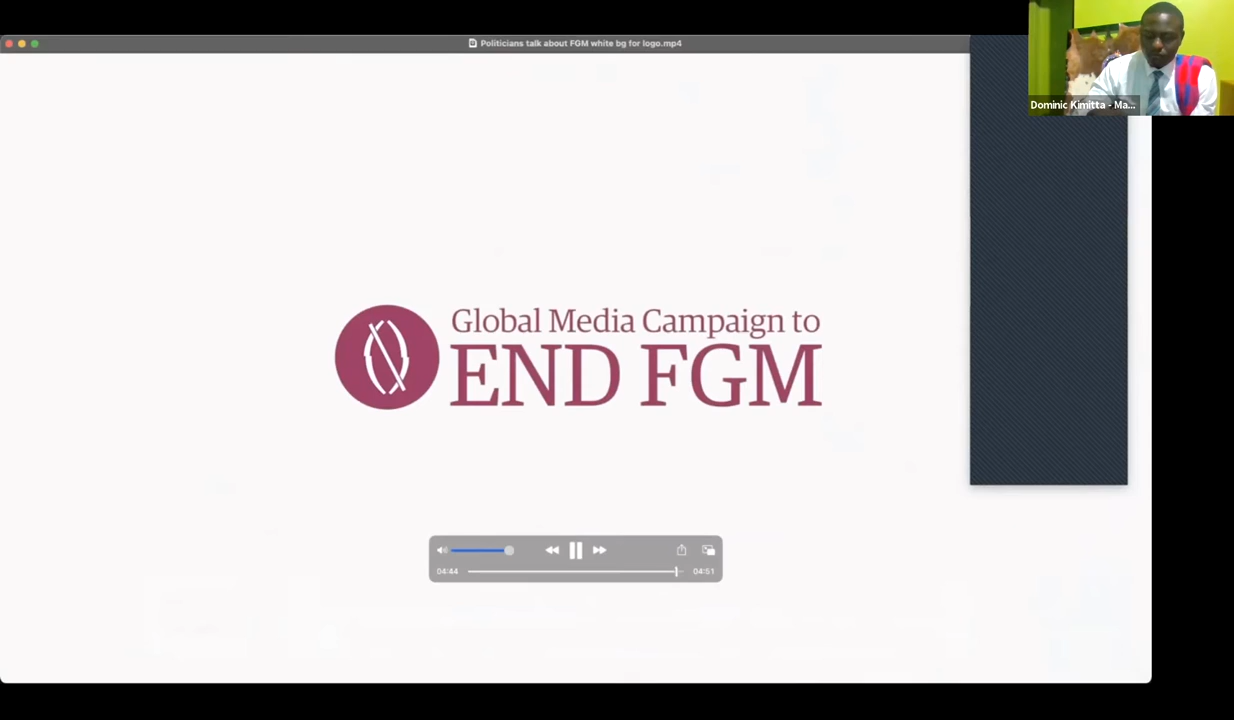 Politicians talk about FGM white bg for logo.mp4
Dominic Kimitta - Ma...
Global Media Campaign to
END FGM
04:44
04:51